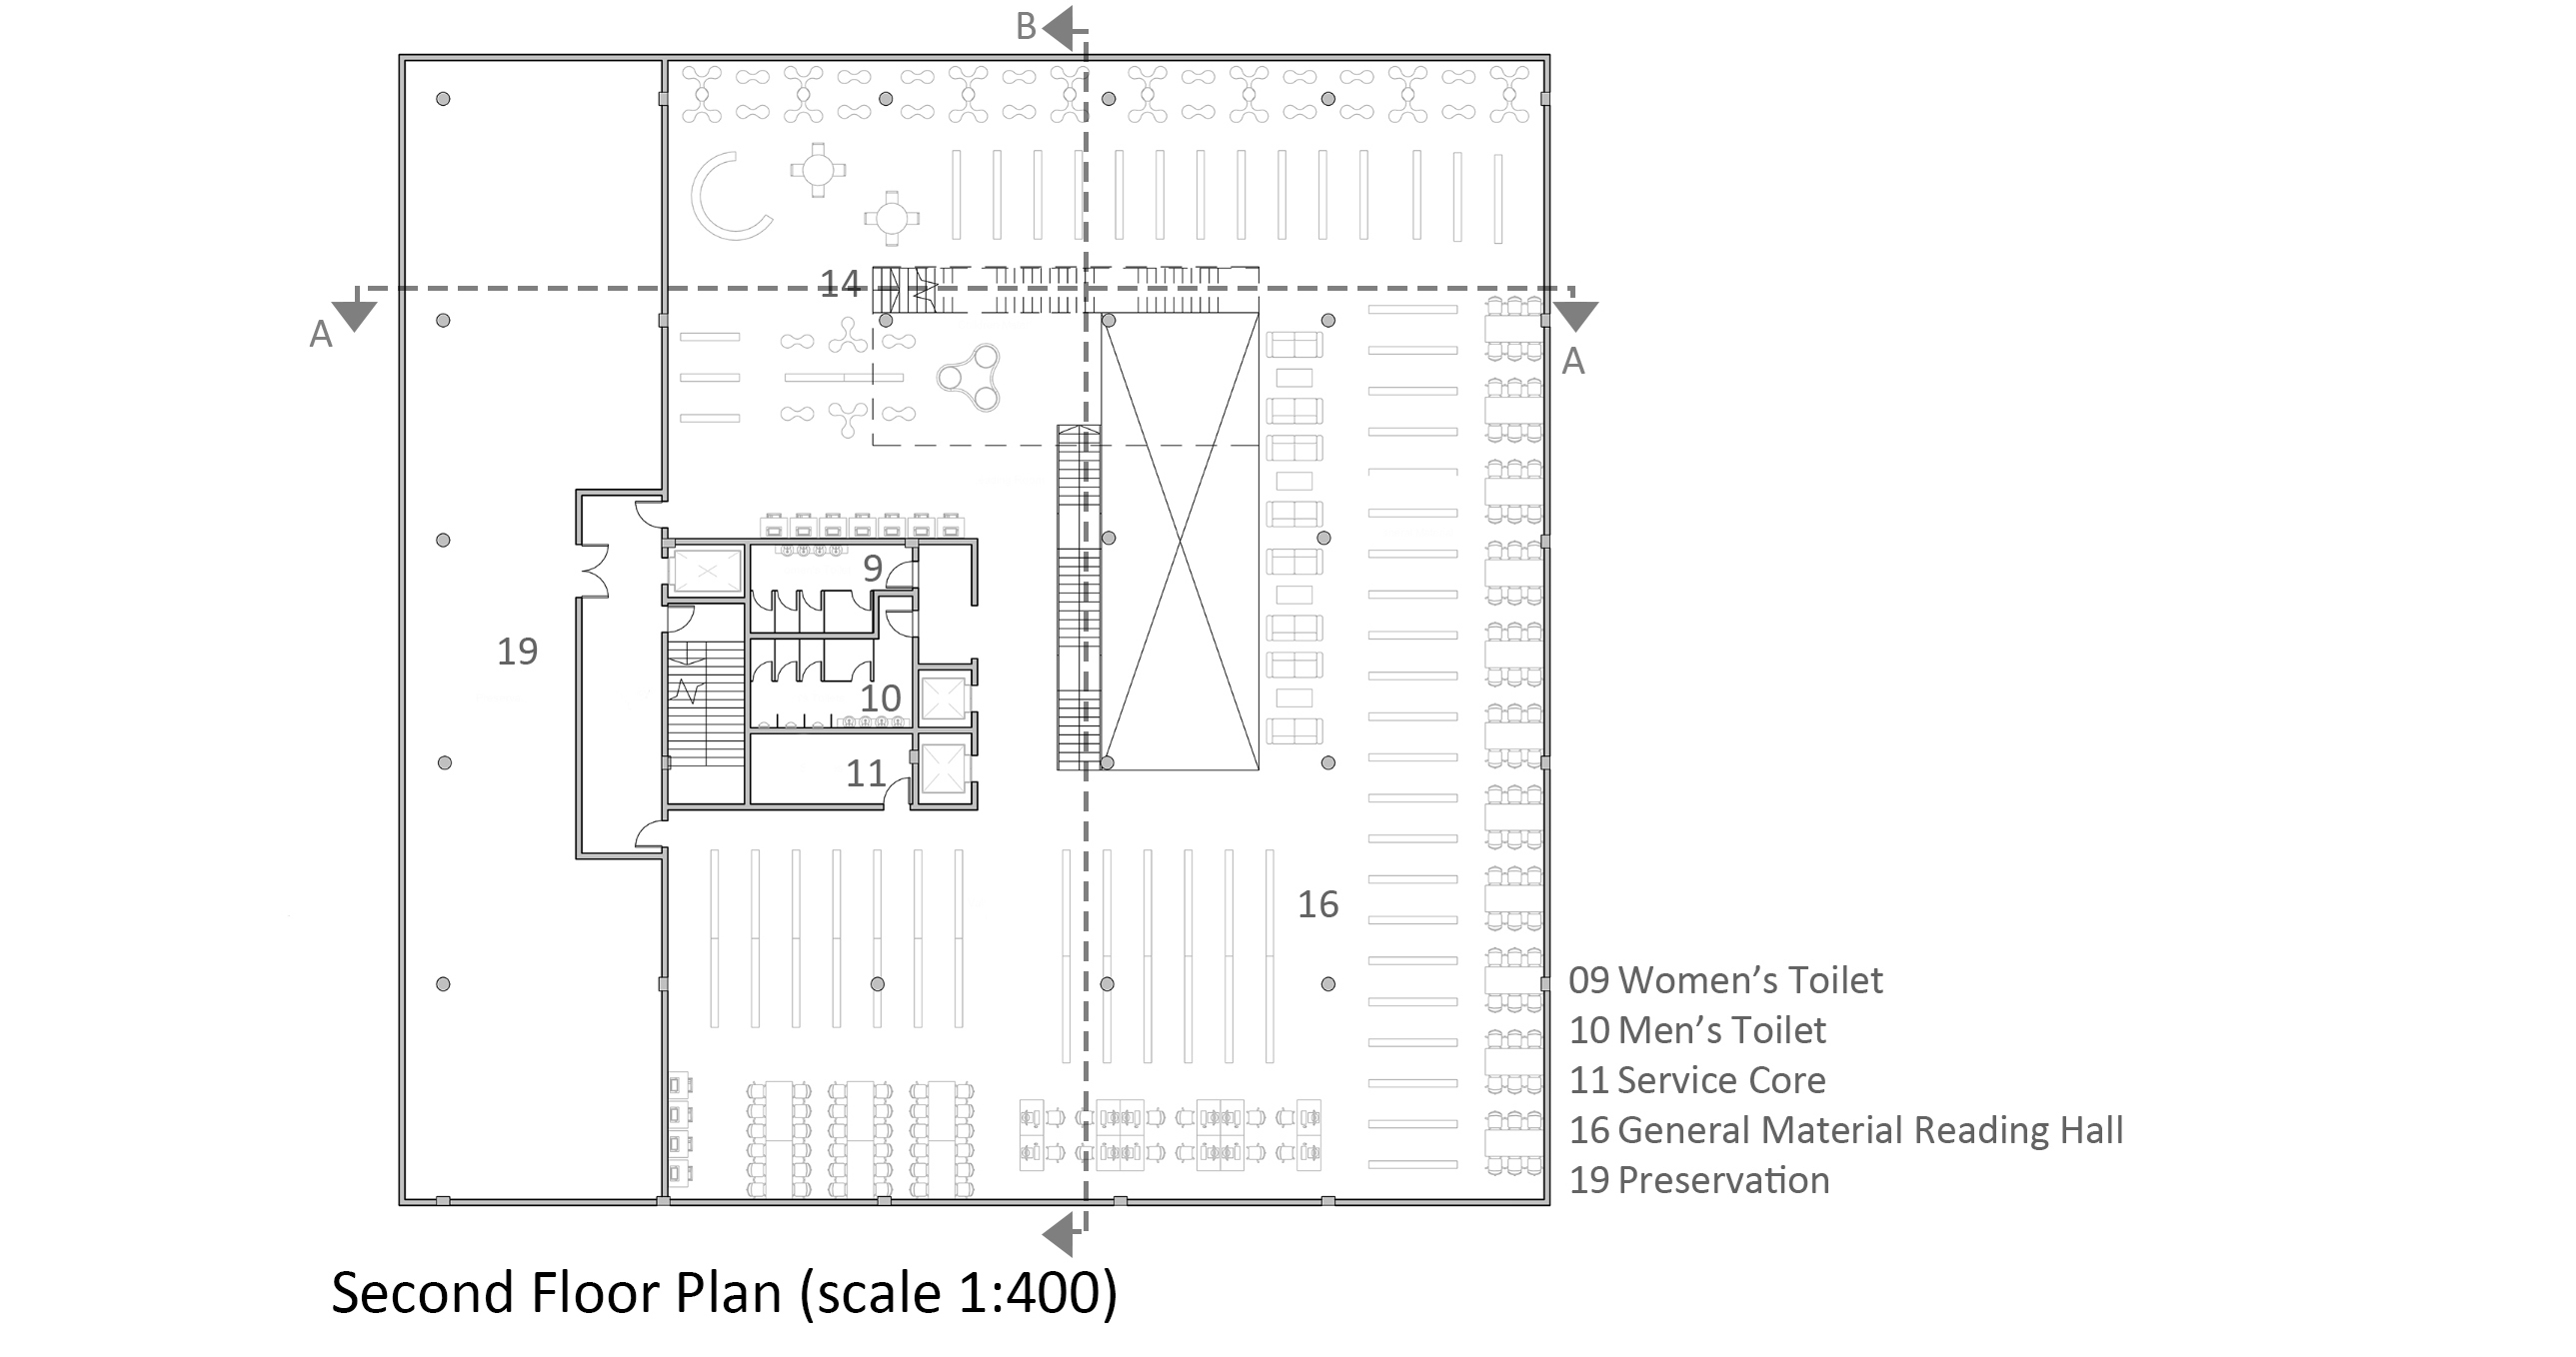 B
14
A
A
9
19
10
11
16
09 Women's Toilet
10 Men's Toilet
11 Service Core
16 General Material Reading Hall
19 Preservation
Second Floor Plan (scale 1:400)